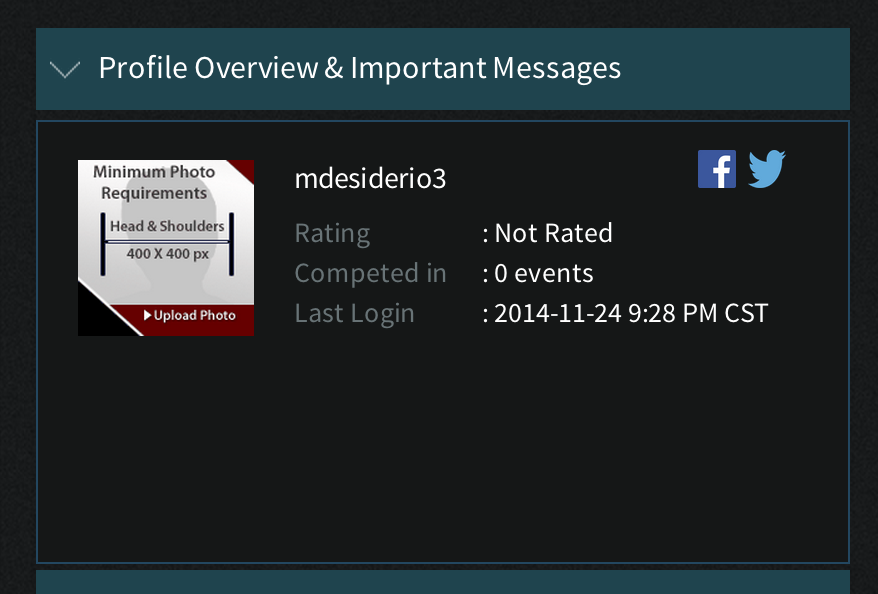 Profile Overview & Important Messages
Minimum Photo
Requirements
Head & Shoulders
400 X 400 px
Upload Photo
mdesiderio3
Rating : Not Rated
Competed in : 0 events
Last Login : 2014-11-24 9:28 PM CST